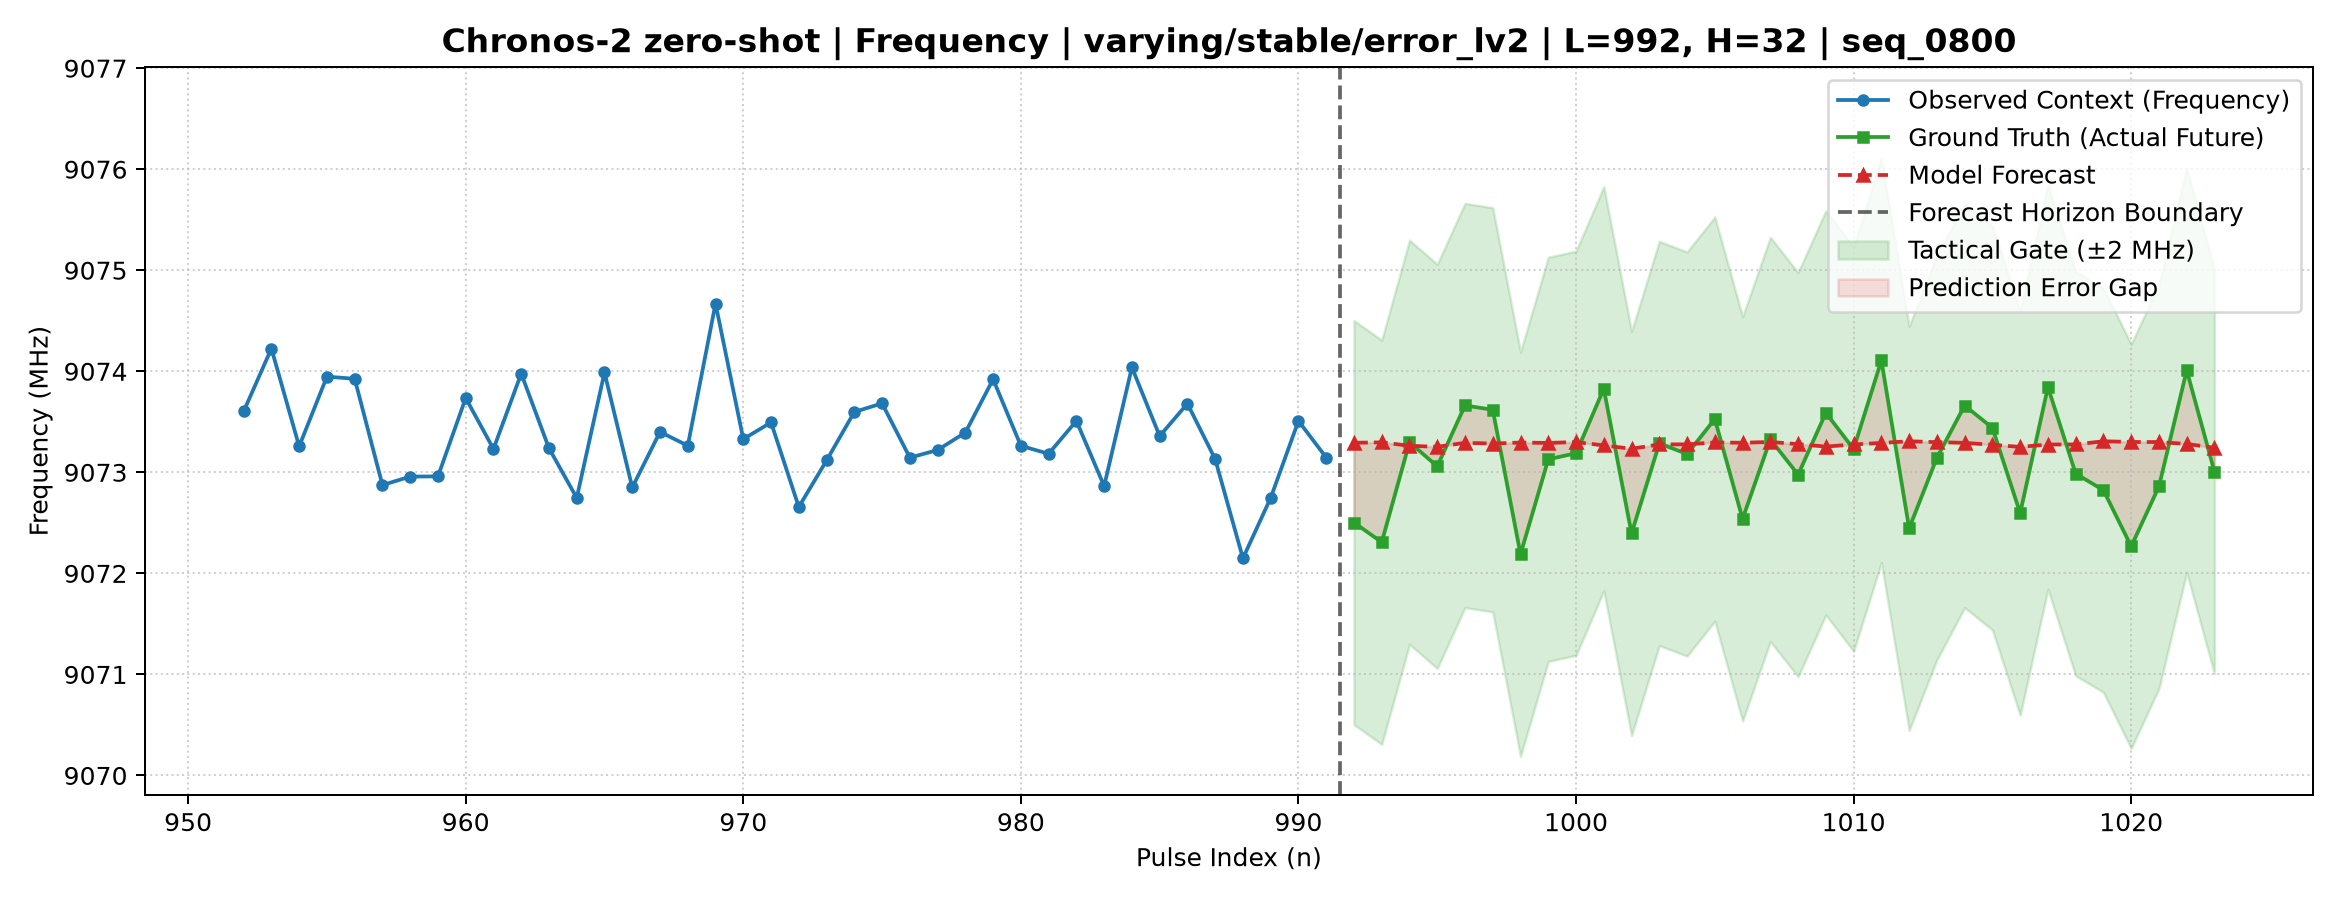 Chronos-2 zero-shot | Frequency | varying/stable/error_lv2 | L=992, H=32 | seq_0800
9077
9076
9075
9074
9073
9072
9071
9070
Frequency (MHz)
Observed Context (Frequency)
Ground Truth (Actual Future)
Model Forecast
Forecast Horizon Boundary
Tactical Gate (±2 MHz)
Prediction Error Gap
950 960 970 980 990 1000 1010 1020
Pulse Index (n)